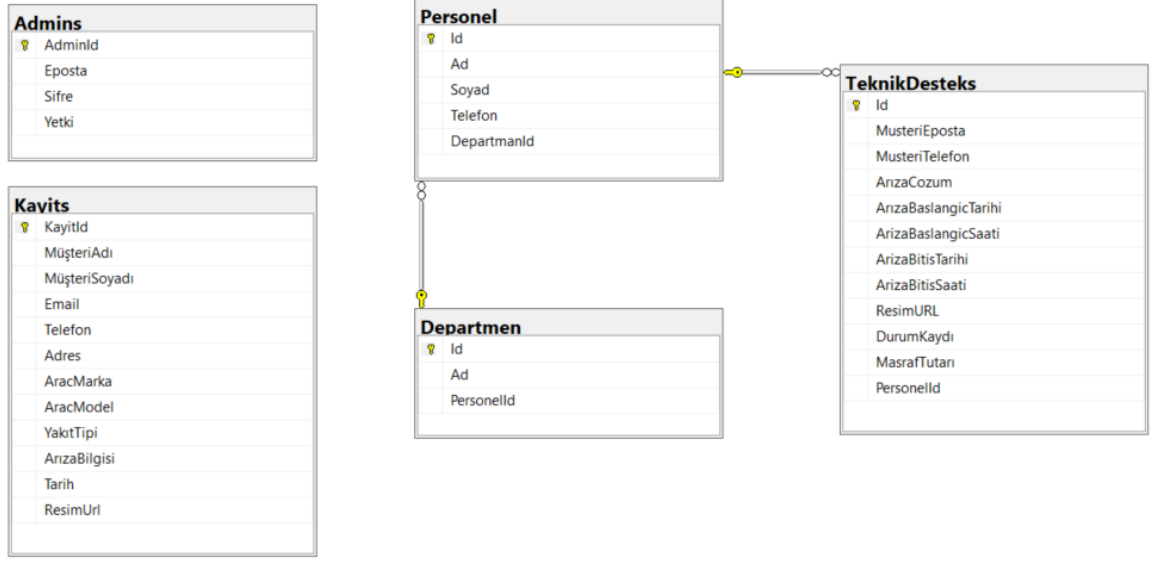 Admins
AdminId
Eposta
Sifre
Yetki
Kayits
KayitId
MüşteriAdı
MüşteriSoyadı
Email
Telefon
Adres
AracMarka
AracModel
YakıtTipi
ArızaBilgisi
Tarih
ResimUrl
Personel
Id
Ad
Soyad
Telefon
DepartmanId
Departmen
Id
Ad
PersonelId
TeknikDesteks
Id
MusteriEposta
MusteriTelefon
ArızaCozum
ArızaBaslangicTarihi
ArizaBaslangicSaati
ArizaBitisTarihi
ArızaBitisSaati
ResimURL
DurumKaydı
MasrafTutarı
PersonelId